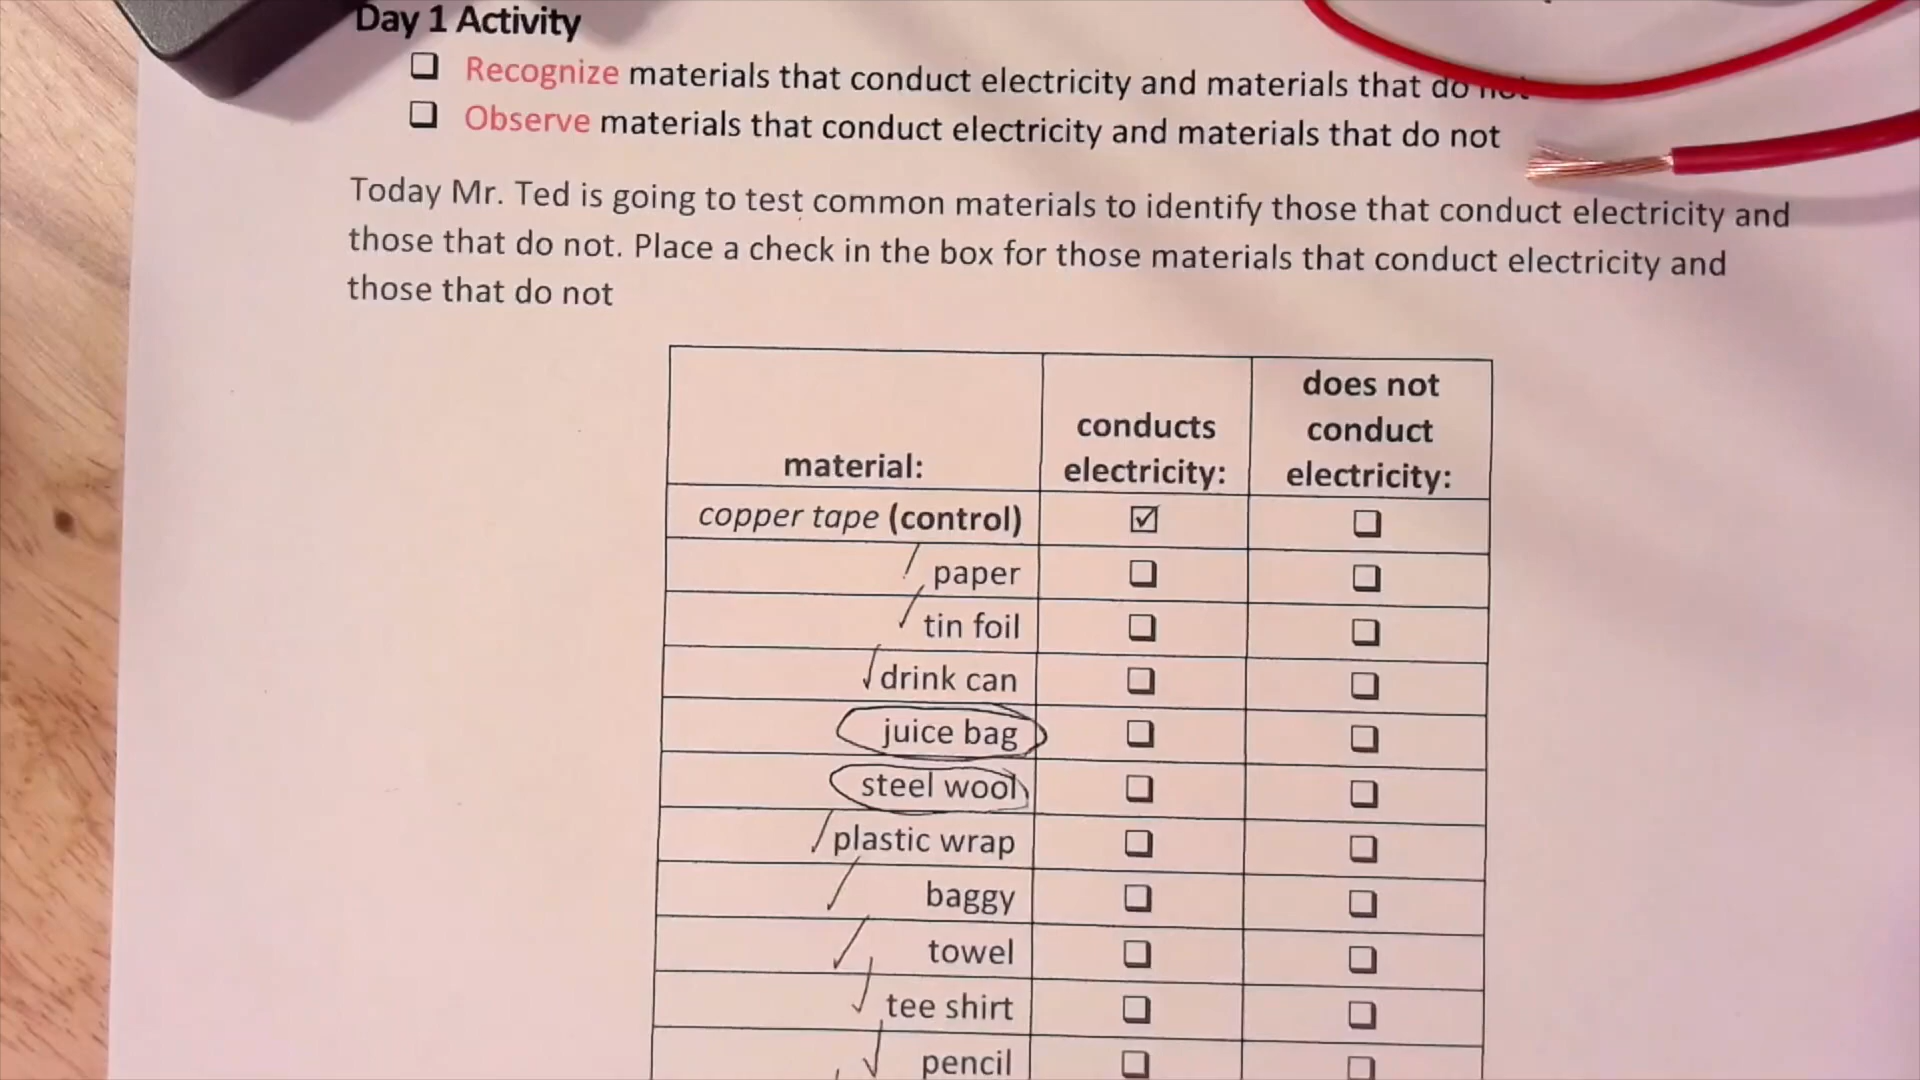 Day 1 Activity
❑ Recognize materials that conduct electricity and materials that do not
❑ Observe materials that conduct electricity and materials that do not
Today Mr. Ted is going to test common materials to identify those that conduct electricity and
those that do not. Place a check in the box for those materials that conduct electricity and
those that do not
material: conducts electricity: does not conduct electricity:
copper tape (control) ☑ ❑
paper ❑ ❑
tin foil ❑ ❑
drink can ❑ ❑
juice bag ❑ ❑
steel wool ❑ ❑
plastic wrap ❑ ❑
baggy ❑ ❑
towel ❑ ❑
tee shirt ❑ ❑
pencil ❑ ❑